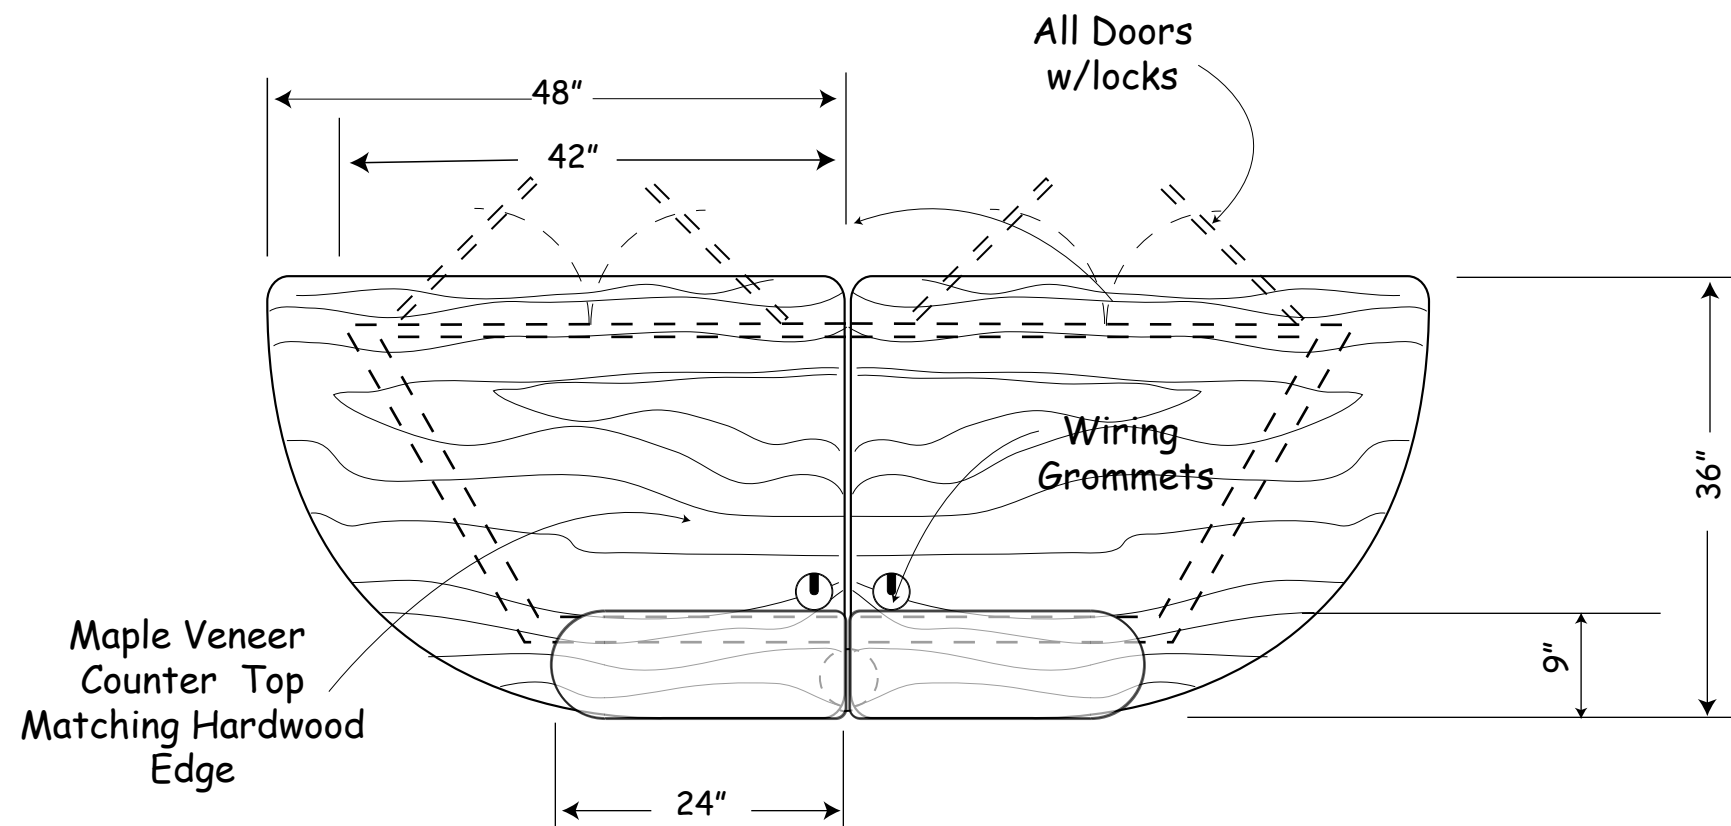 All Doors
w/locks
48"
42"
Wiring
Grommets
36"
9"
Maple Veneer
Counter Top
Matching Hardwood
Edge
24"